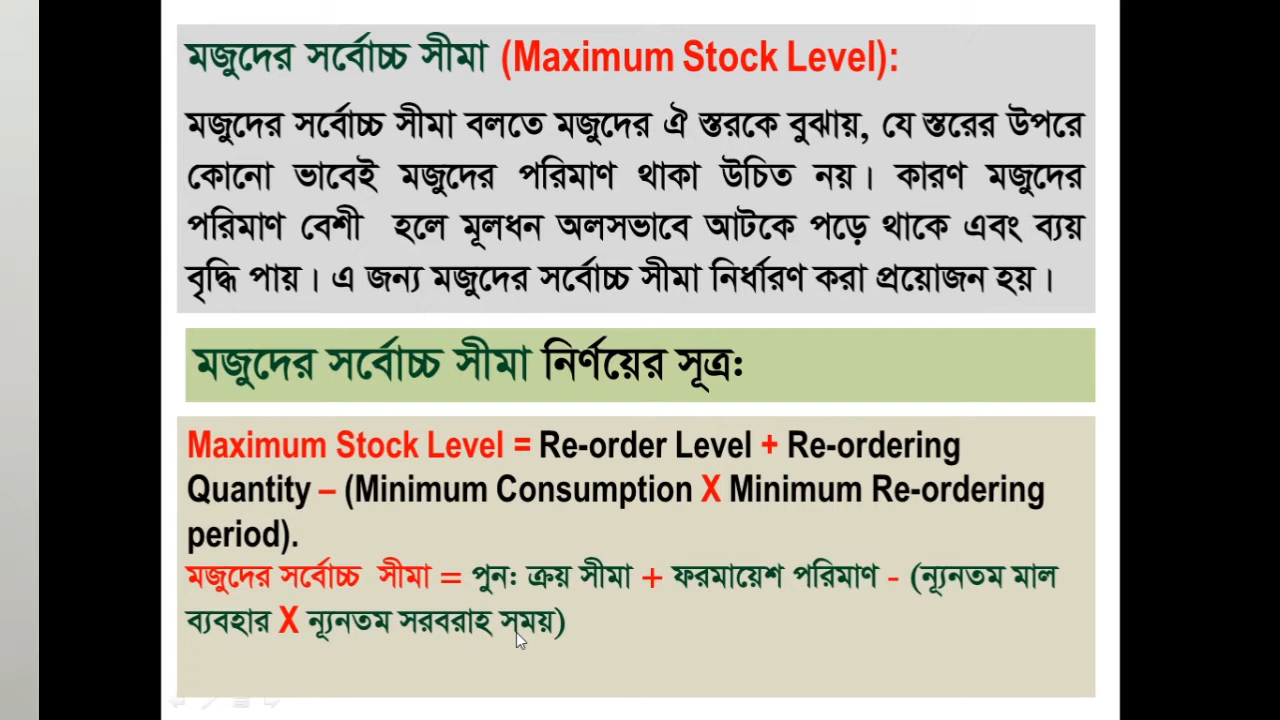 মজুদের সর্বোচ্চ সীমা (Maximum Stock Level):
মজুদের সর্বোচ্চ সীমা বলতে মজুদের ঐ স্তরকে বুঝায়, যে স্তরের উপরে
কোনো ভাবেই মজুদের পরিমাণ থাকা উচিত নয়। কারণ মজুদের
পরিমাণ বেশী হলে মূলধন অলসভাবে আটকে পড়ে থাকে এবং ব্যয়
বৃদ্ধি পায়। এ জন্য মজুদের সর্বোচ্চ সীমা নির্ধারণ করা প্রয়োজন হয়।
মজুদের সর্বোচ্চ সীমা নির্ণয়ের সূত্র:
Maximum Stock Level = Re-order Level + Re-ordering
Quantity – (Minimum Consumption X Minimum Re-ordering
period).
মজুদের সর্বোচ্চ সীমা = পুন: ক্রয় সীমা + ফরমায়েশ পরিমাণ - (ন্যূনতম মাল
ব্যবহার X ন্যূনতম সরবরাহ সময়)